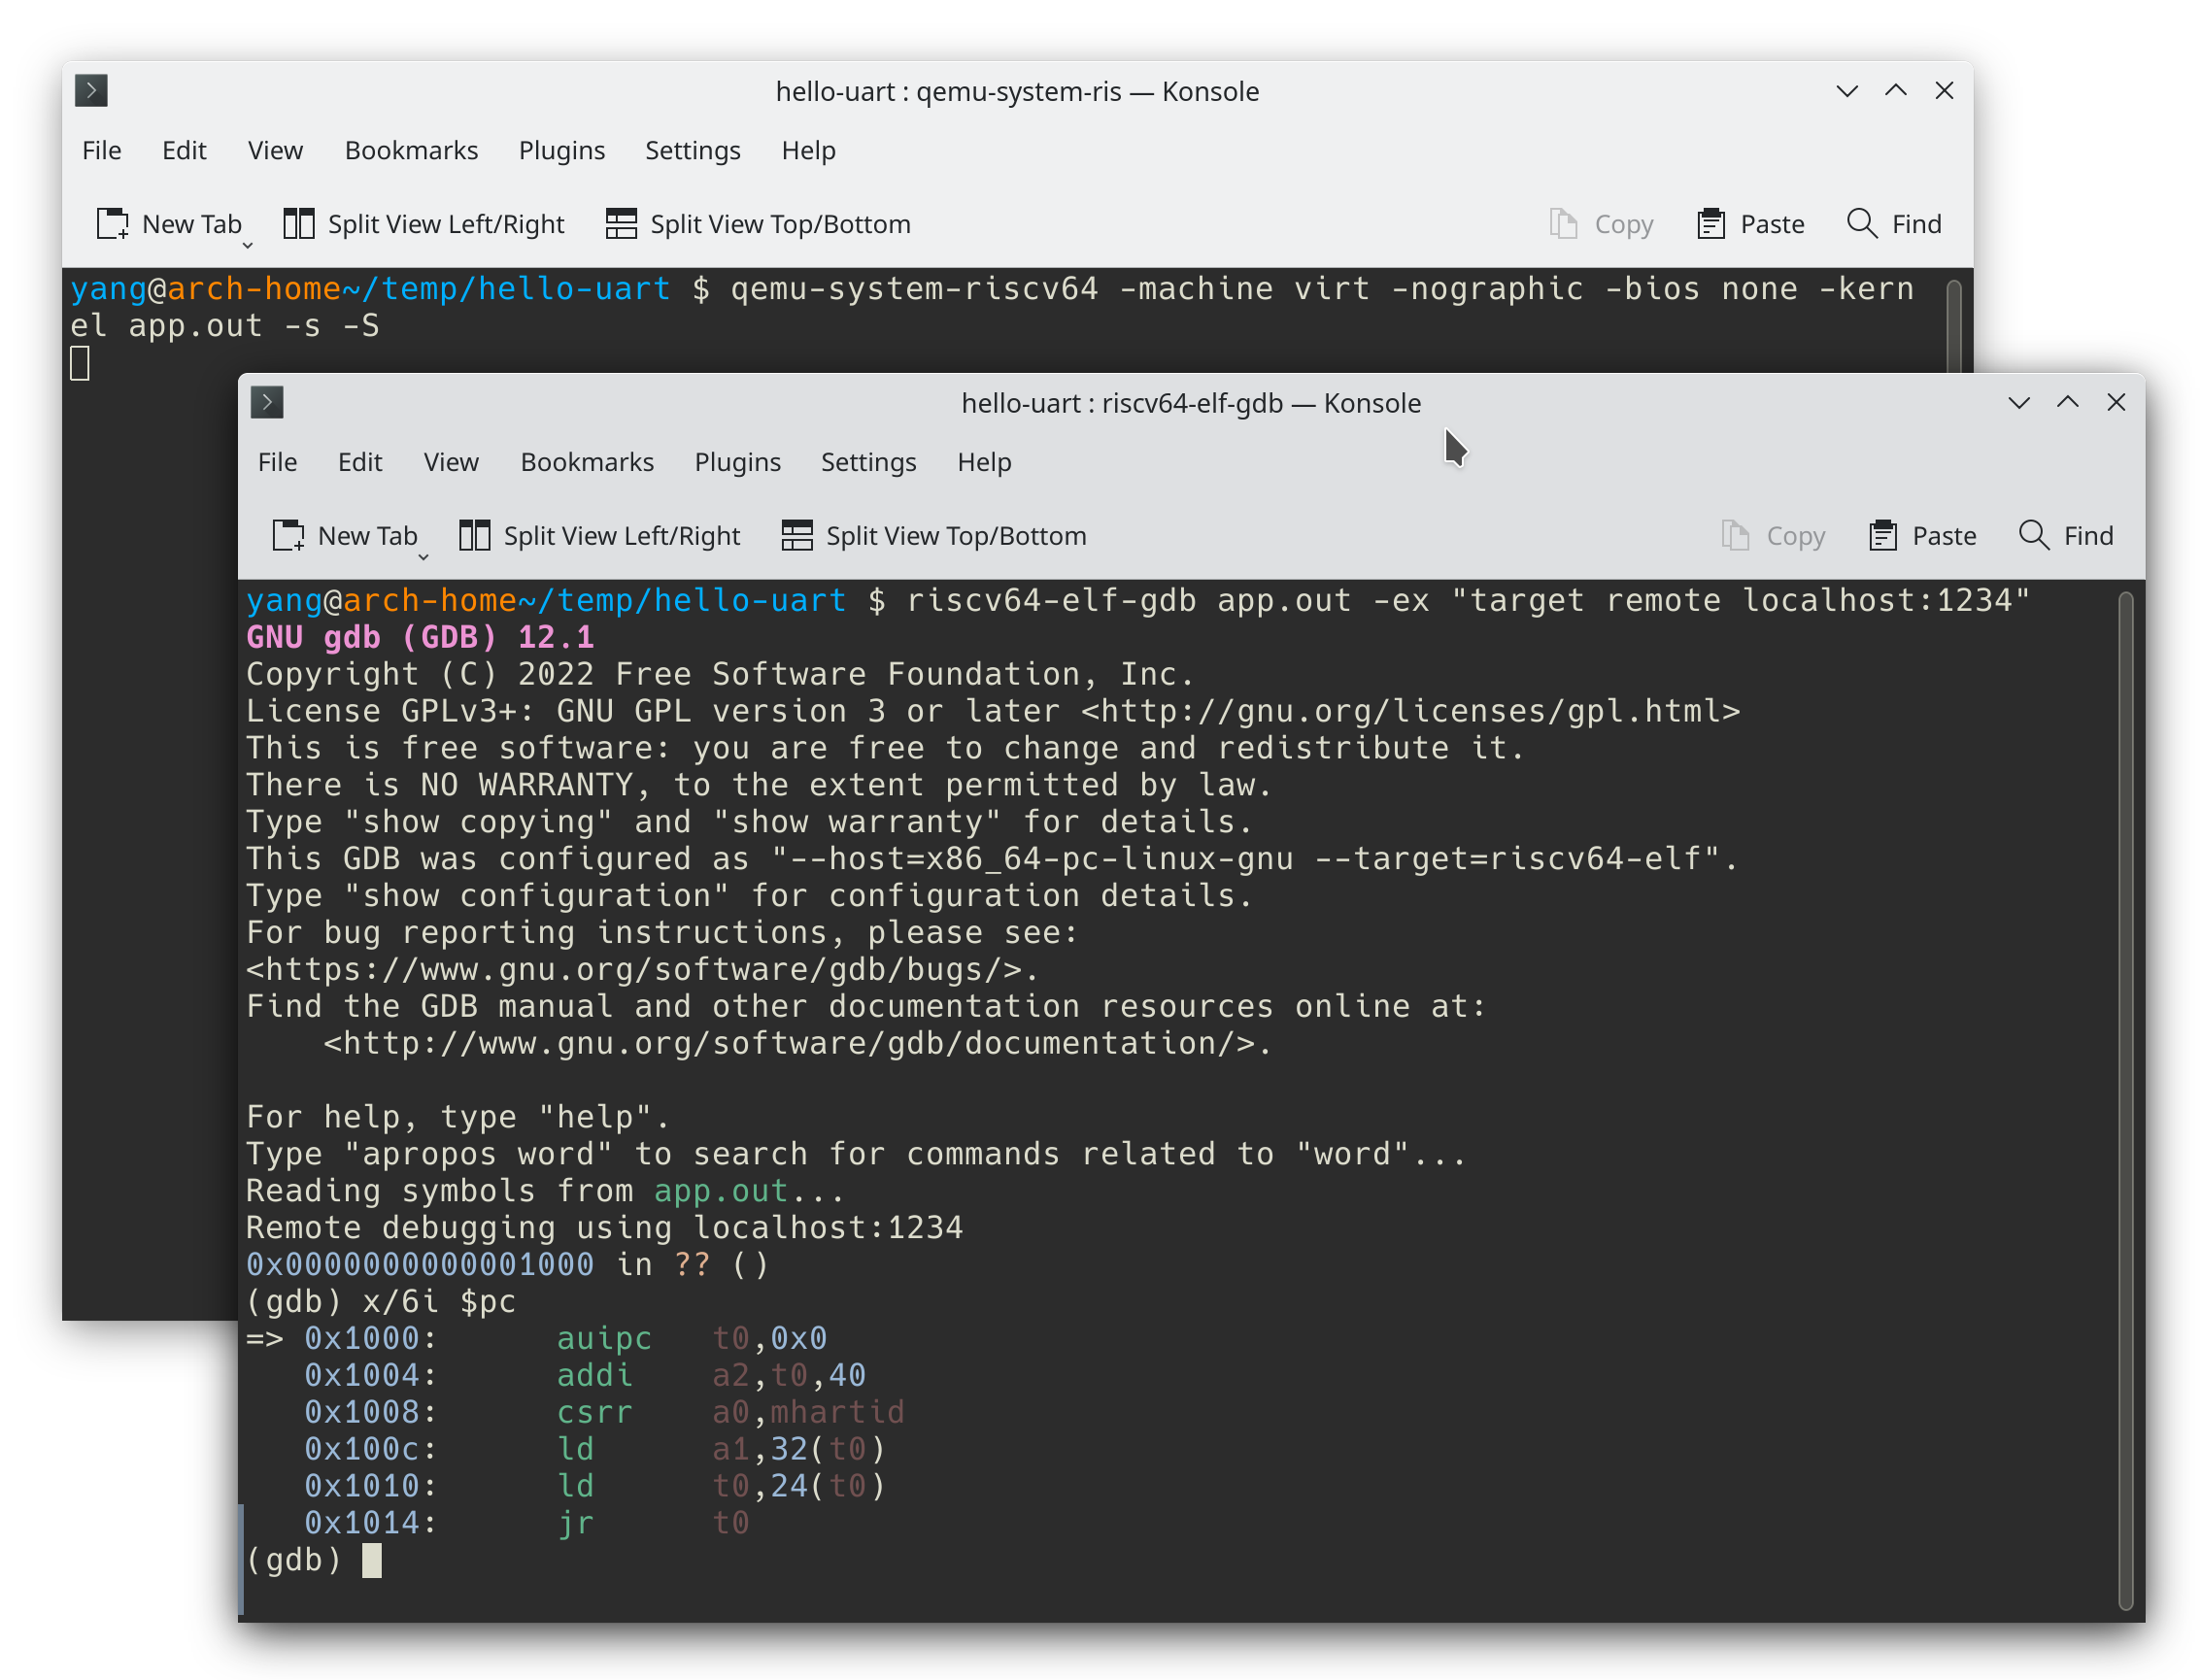 hello-uart : qemu-system-ris — Konsole
File Edit View Bookmarks Plugins Settings Help
New Tab Split View Left/Right Split View Top/Bottom Copy Paste Find
yang@arch-home~/temp/hello-uart $ qemu-system-riscv64 -machine virt -nographic -bios none -kern
el app.out -s -S
hello-uart : riscv64-elf-gdb — Konsole
File Edit View Bookmarks Plugins Settings Help
New Tab Split View Left/Right Split View Top/Bottom Copy Paste Find
yang@arch-home~/temp/hello-uart $ riscv64-elf-gdb app.out -ex "target remote localhost:1234"
GNU gdb (GDB) 12.1
Copyright (C) 2022 Free Software Foundation, Inc.
License GPLv3+: GNU GPL version 3 or later <http://gnu.org/licenses/gpl.html>
This is free software: you are free to change and redistribute it.
There is NO WARRANTY, to the extent permitted by law.
Type "show copying" and "show warranty" for details.
This GDB was configured as "--host=x86_64-pc-linux-gnu --target=riscv64-elf".
Type "show configuration" for configuration details.
For bug reporting instructions, please see:
<https://www.gnu.org/software/gdb/bugs/>.
Find the GDB manual and other documentation resources online at:
    <http://www.gnu.org/software/gdb/documentation/>.

For help, type "help".
Type "apropos word" to search for commands related to "word"...
Reading symbols from app.out...
Remote debugging using localhost:1234
0x0000000000001000 in ?? ()
(gdb) x/6i $pc
=> 0x1000:      auipc   t0,0x0
   0x1004:      addi    a2,t0,40
   0x1008:      csrr    a0,mhartid
   0x100c:      ld      a1,32(t0)
   0x1010:      ld      t0,24(t0)
   0x1014:      jr      t0
(gdb)